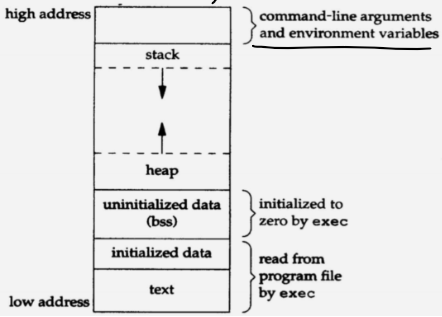 high address
command-line arguments
and environment variables
stack
heap
uninitialized data
(bss)
initialized to
zero by exec
initialized data
read from
program file
by exec
text
low address